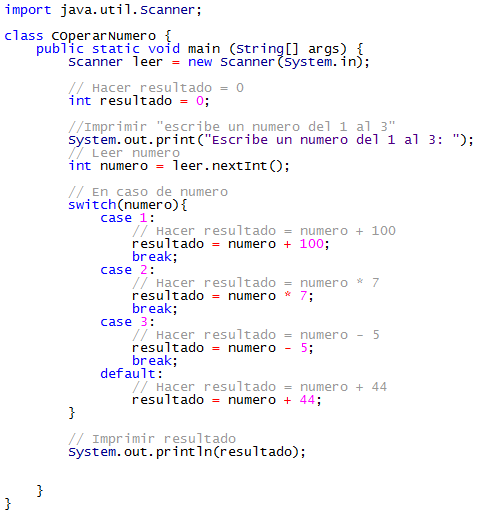 import java.util.Scanner;
class COperarNumero {
public static void main (String[] args) {
Scanner leer = new Scanner(System.in);
// Hacer resultado = 0
int resultado = 0;
//Imprimir "escribe un numero del 1 al 3"
System.out.print("Escribe un numero del 1 al 3: ");
// Leer numero
int numero = leer.nextInt();
// En caso de numero
switch(numero){
case 1:
// Hacer resultado = numero + 100
resultado = numero + 100;
break;
case 2:
// Hacer resultado = numero * 7
resultado = numero * 7;
break;
case 3:
// Hacer resultado = numero - 5
resultado = numero - 5;
break;
default:
// Hacer resultado = numero + 44
resultado = numero + 44;
}
// Imprimir resultado
System.out.println(resultado);
}
}